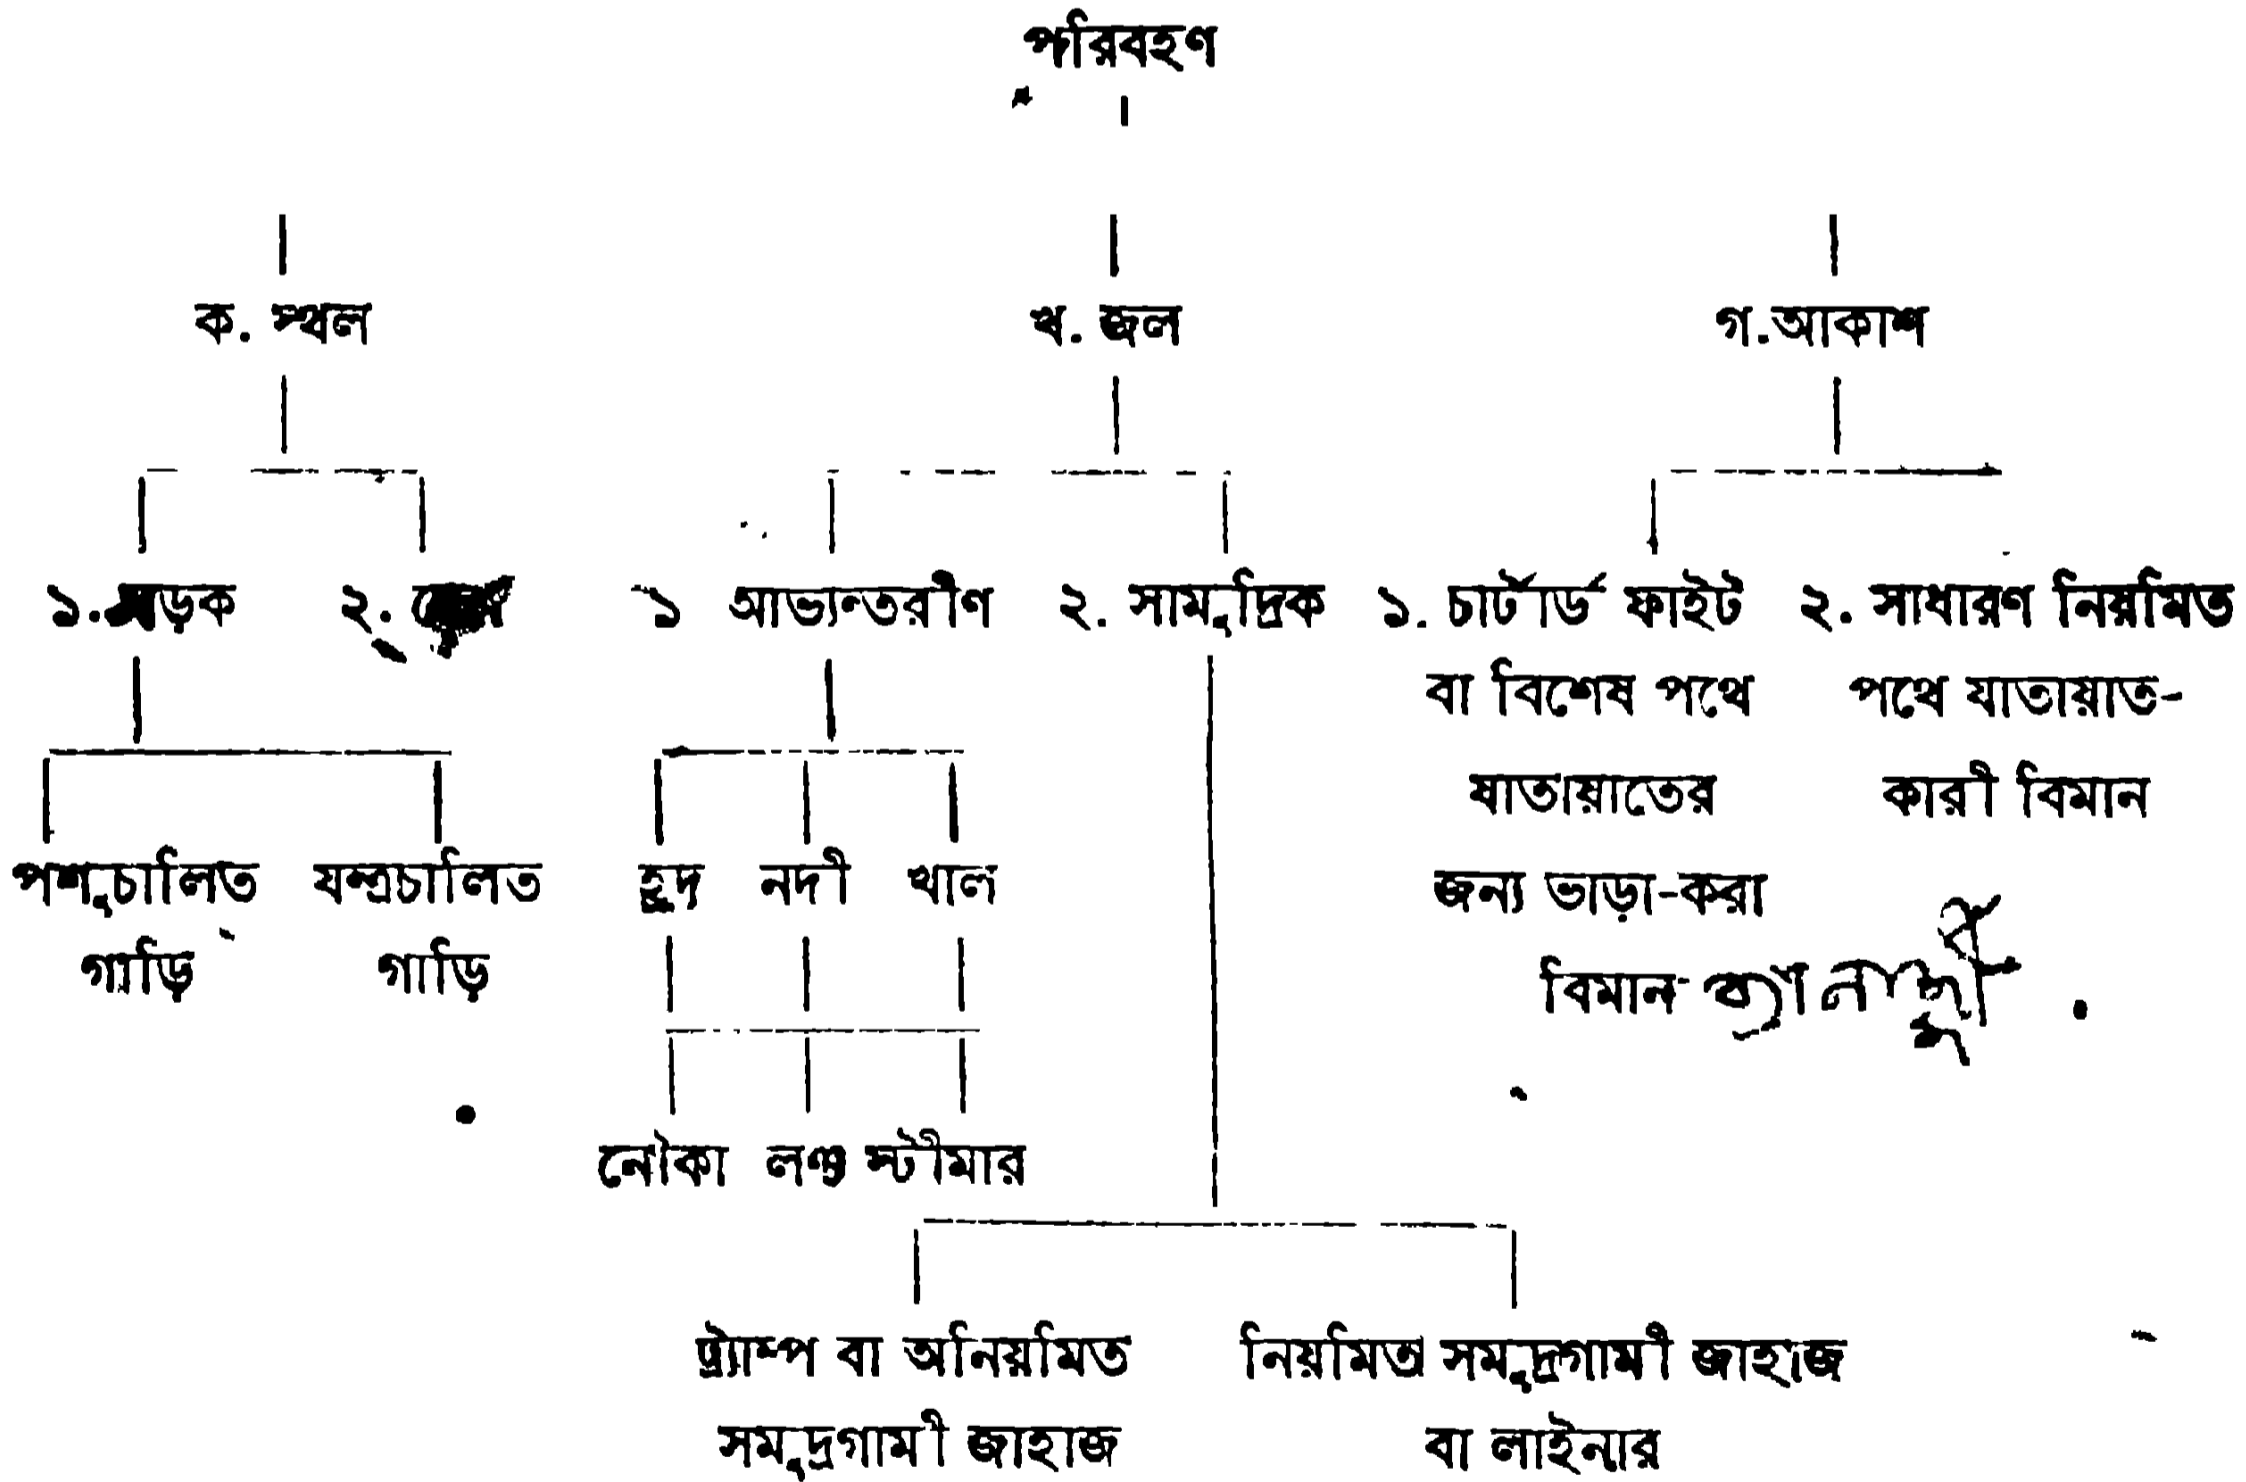 পরিবহণ
ক. স্থল খ. জল গ. আকাশ
১. সড়ক ২. ১ আভ্যন্তরীণ ২. সামুদ্রিক ১. চার্টার্ড ফাইট ২. সাধারণ নিয়মিত
বা বিশেষ পথে পথে যাতায়াত-
যাতায়াতের কারী বিমান
পশুচালিত যন্ত্রচালিত হ্রদ নদী খাল জন্য ভাড়া-করা
গাড়ি গাড়ি বিমান
নৌকা লঞ্চ স্টীমার
ট্র্যাম্প বা অনিয়মিত নিয়মিত সমুদ্রগামী জাহাজ
সমুদ্রগামী জাহাজ বা লাইনার